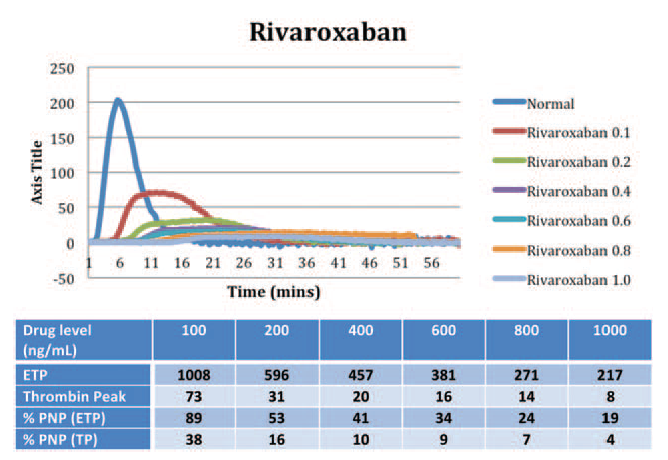 Rivaroxaban
250
200
150
100
50
0
-50
Axis Title
1 6 11 16 21 26 31 36 41 46 51 56
Time (mins)
Normal
Rivaroxaban 0.1
Rivaroxaban 0.2
Rivaroxaban 0.4
Rivaroxaban 0.6
Rivaroxaban 0.8
Rivaroxaban 1.0
Drug level (ng/mL) 100 200 400 600 800 1000
ETP 1008 596 457 381 271 217
Thrombin Peak 73 31 20 16 14 8
% PNP (ETP) 89 53 41 34 24 19
% PNP (TP) 38 16 10 9 7 4